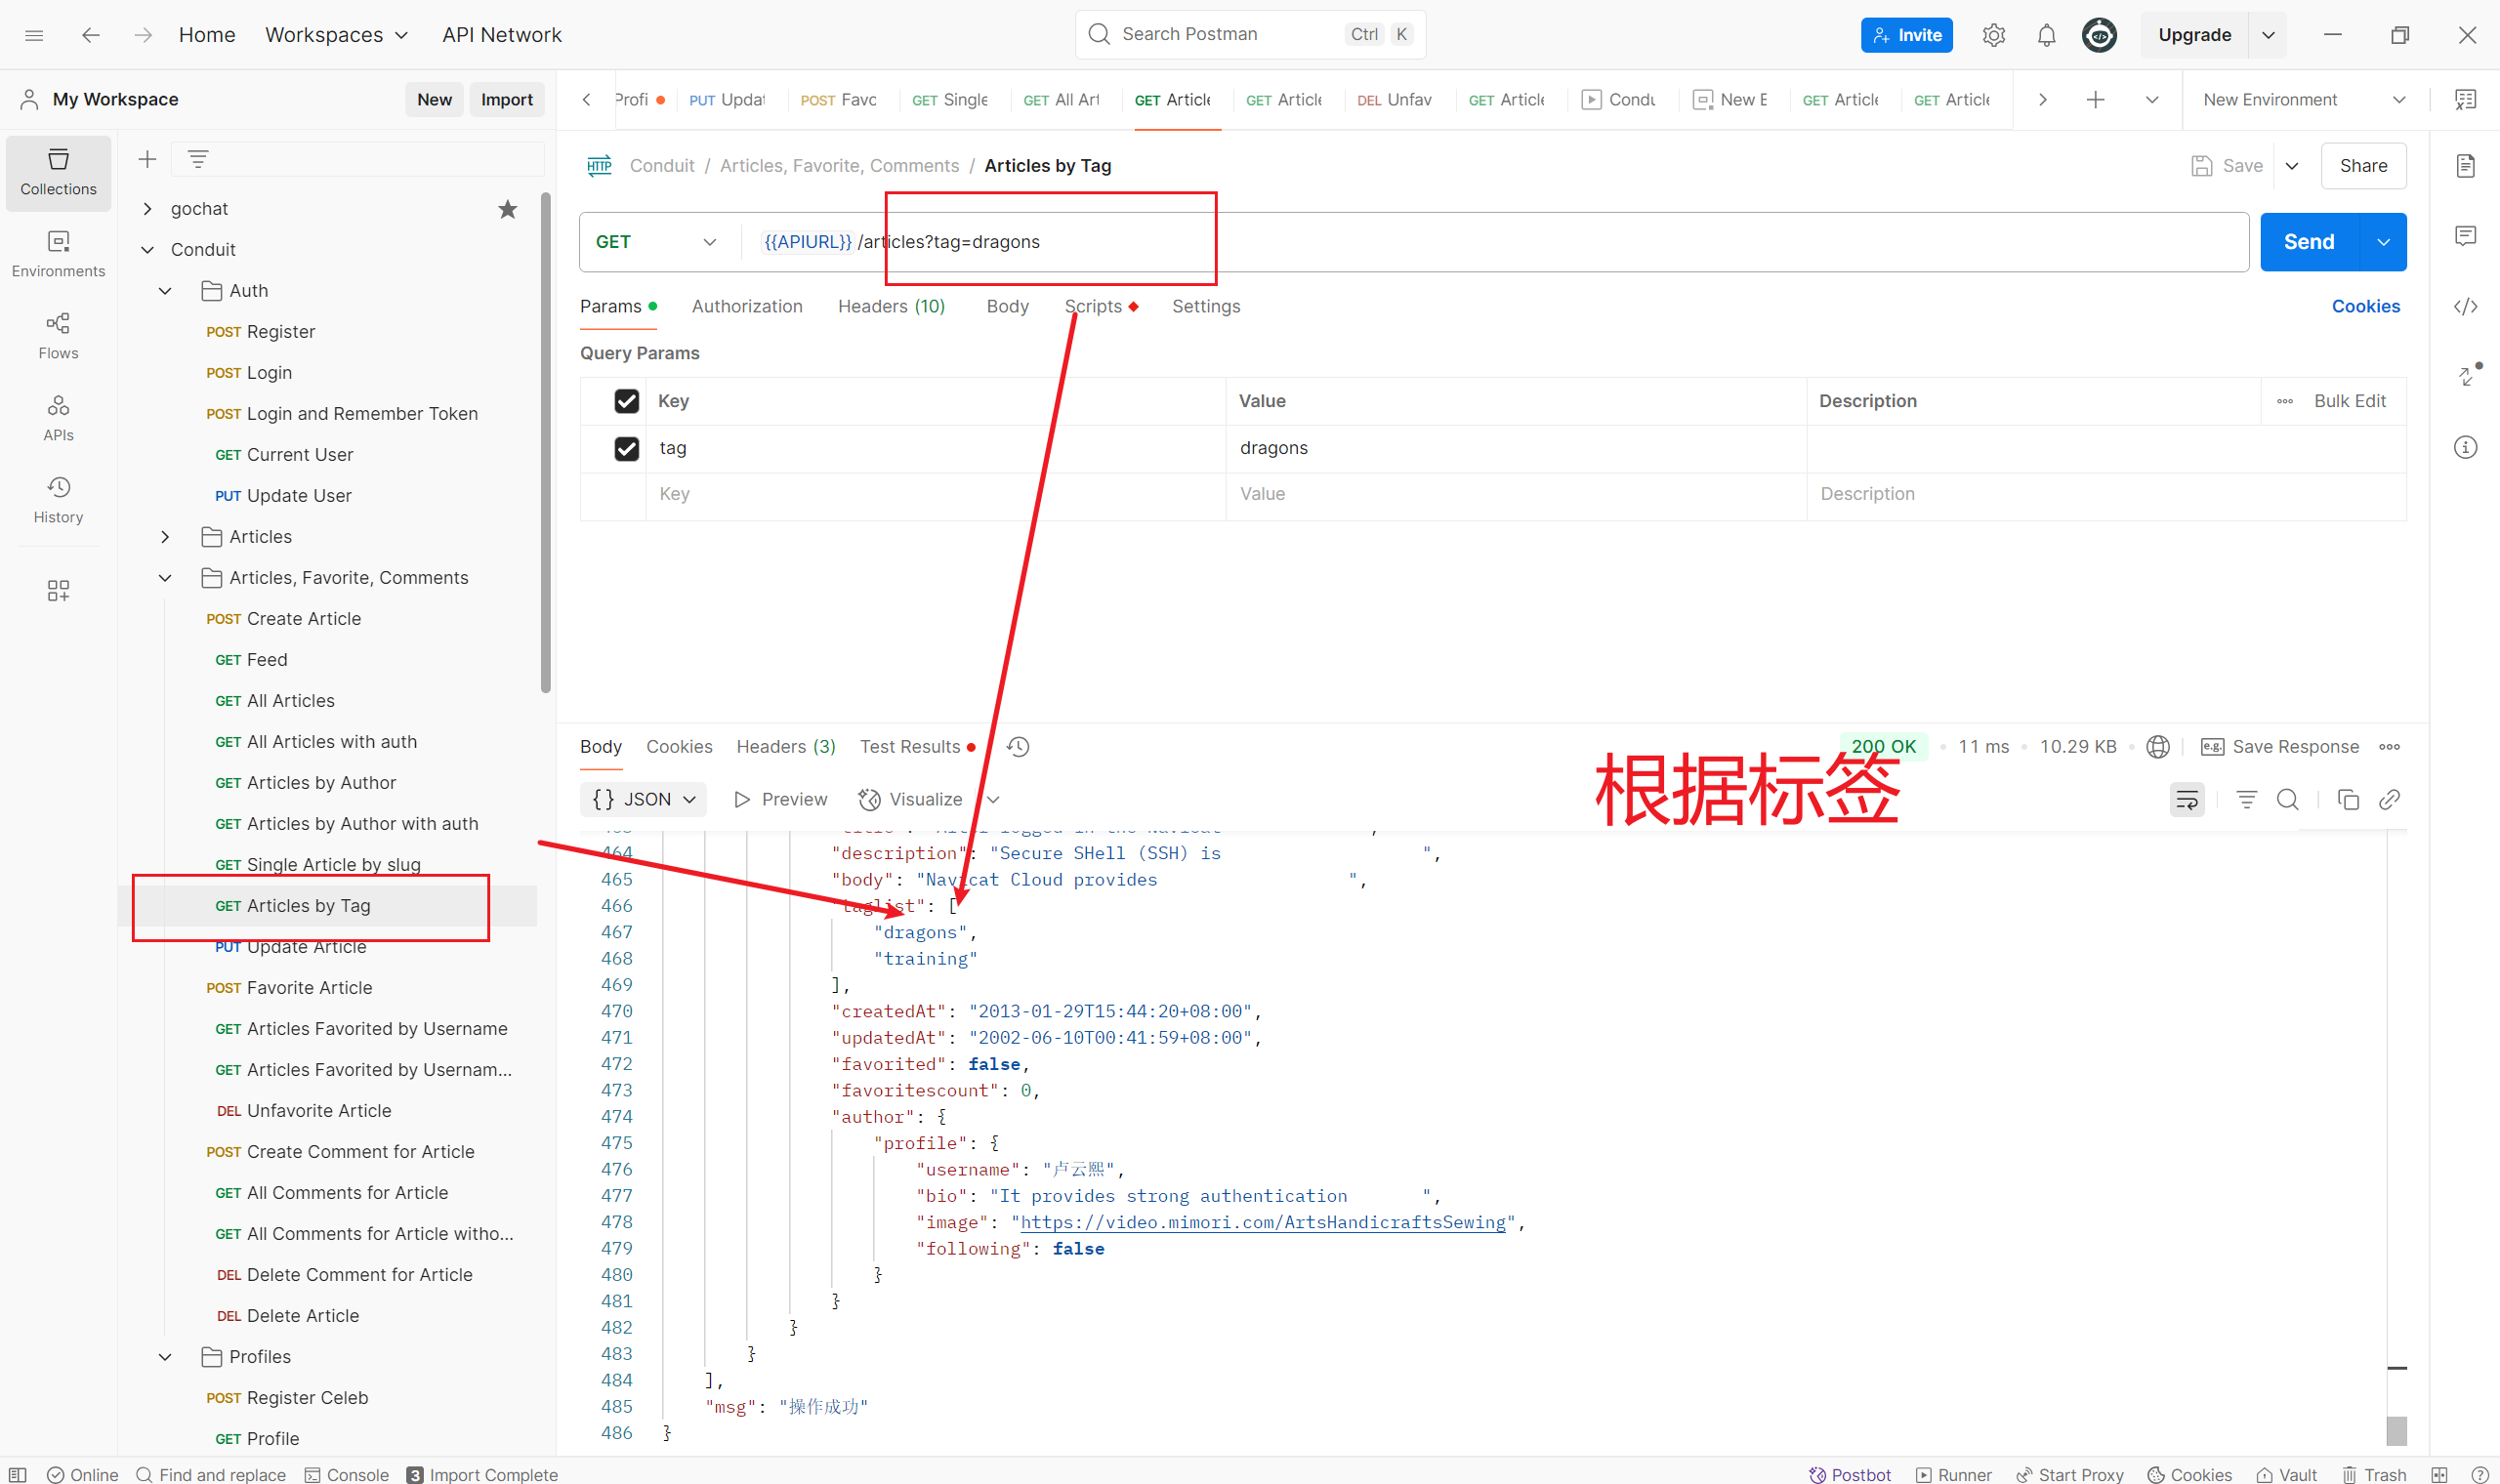 Home Workspaces API Network Search Postman Ctrl K Invite Upgrade
My Workspace New Import
Profi PUT Updat POST Favo GET Single GET All Art GET Article GET Article DEL Unfav GET Article Condu New E GET Article GET Article New Environment
Collections
Environments
Flows
APIs
History
gochat
Conduit
Auth
POST Register
POST Login
POST Login and Remember Token
GET Current User
PUT Update User
Articles
Articles, Favorite, Comments
POST Create Article
GET Feed
GET All Articles
GET All Articles with auth
GET Articles by Author
GET Articles by Author with auth
GET Single Article by slug
GET Articles by Tag
PUT Update Article
POST Favorite Article
GET Articles Favorited by Username
GET Articles Favorited by Usernam...
DEL Unfavorite Article
POST Create Comment for Article
GET All Comments for Article
GET All Comments for Article witho...
DEL Delete Comment for Article
DEL Delete Article
Profiles
POST Register Celeb
GET Profile
HTTP Conduit / Articles, Favorite, Comments / Articles by Tag Save Share
GET {{APIURL}} /articles?tag=dragons Send
Params Authorization Headers (10) Body Scripts Settings Cookies
Query Params
Key Value Description Bulk Edit
tag dragons
Key Value Description
Body Cookies Headers (3) Test Results 200 OK 11 ms 10.29 KB e.g. Save Response
{} JSON Preview Visualize
根据标签
464 "description": "Secure SHell (SSH) is ",
465 "body": "Navicat Cloud provides ",
466 "taglist": [
467 "dragons",
468 "training"
469 ],
470 "createdAt": "2013-01-29T15:44:20+08:00",
471 "updatedAt": "2002-06-10T00:41:59+08:00",
472 "favorited": false,
473 "favoritescount": 0,
474 "author": {
475 "profile": {
476 "username": "卢云熙",
477 "bio": "It provides strong authentication ",
478 "image": "https://video.mimori.com/ArtsHandicraftsSewing",
479 "following": false
480 }
481 }
482 }
483 }
484 ],
485 "msg": "操作成功"
486 }
Online Find and replace Console 3 Import Complete Postbot Runner Start Proxy Cookies Vault Trash